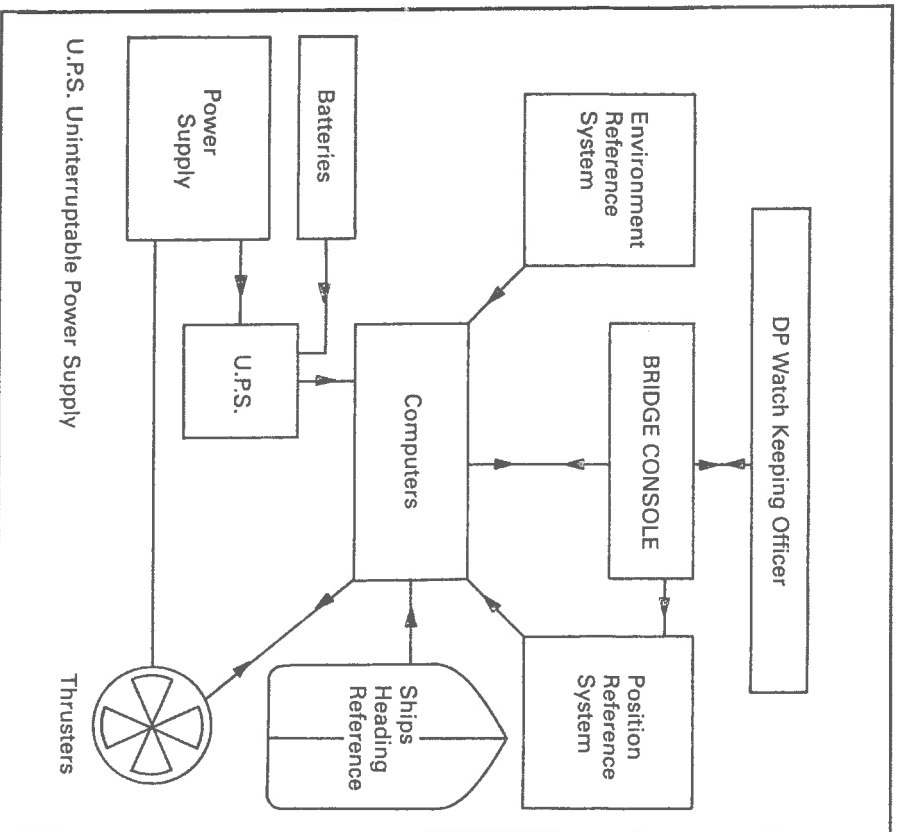 DP Watch Keeping Officer
Environment
Reference
System
BRIDGE CONSOLE
Position
Reference
System
Computers
Batteries
U.P.S.
Ships
Heading
Reference
Power
Supply
Thrusters
U.P.S. Uninterruptable Power Supply